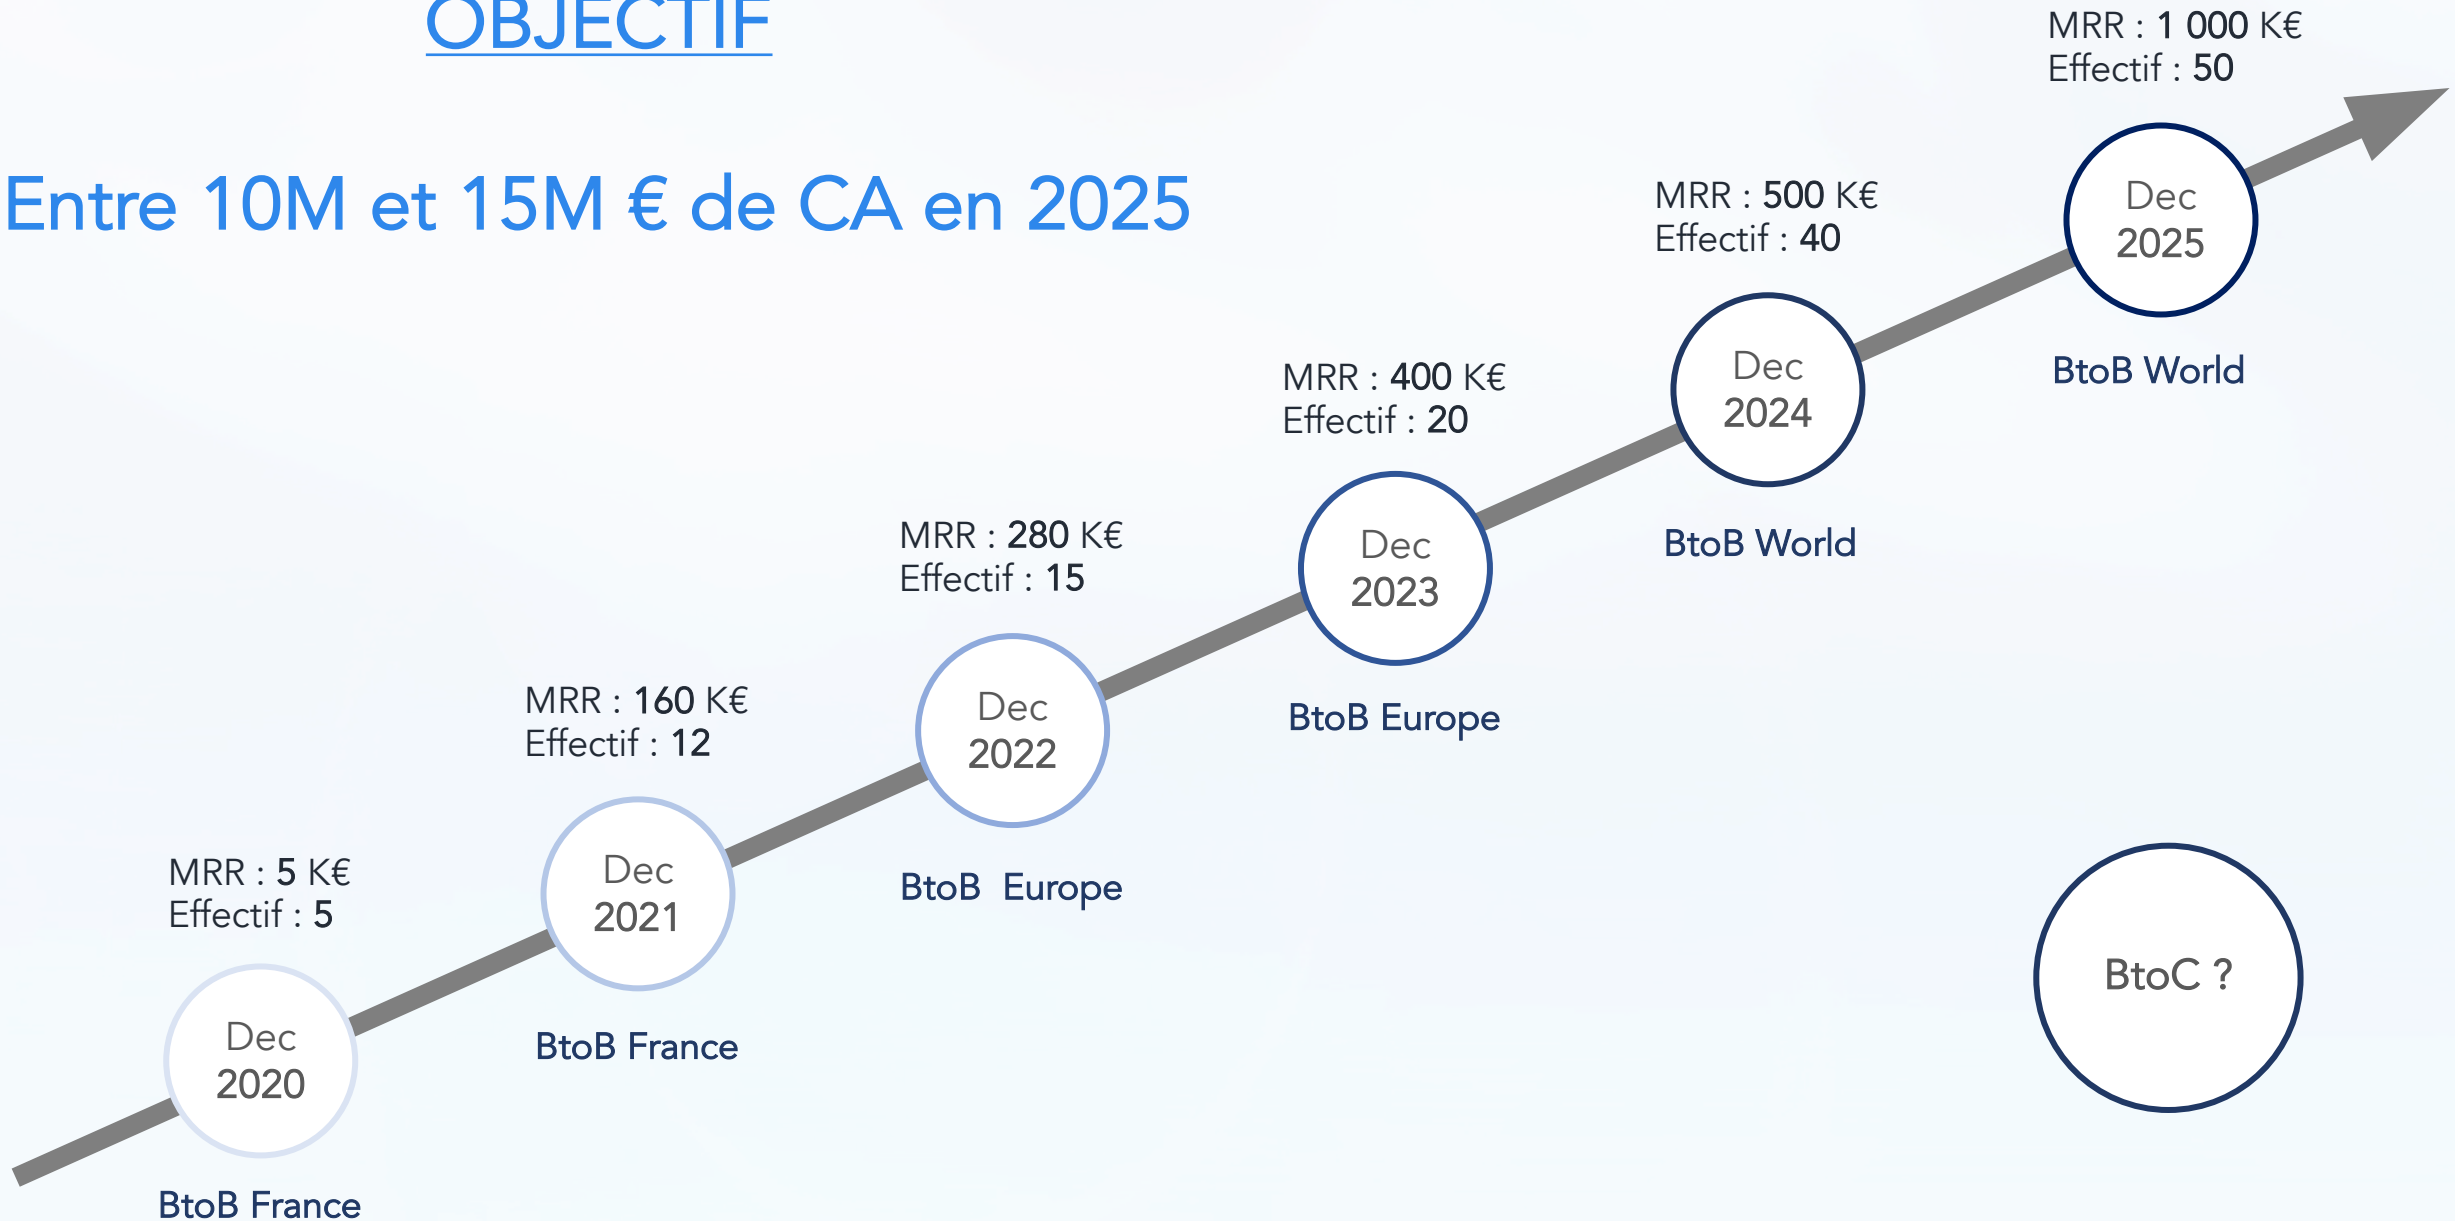 OBJECTIF
Entre 10M et 15M € de CA en 2025
MRR : 5 K€
Effectif : 5
Dec
2020
BtoB France
MRR : 160 K€
Effectif : 12
Dec
2021
BtoB France
MRR : 280 K€
Effectif : 15
Dec
2022
BtoB  Europe
MRR : 400 K€
Effectif : 20
Dec
2023
BtoB Europe
MRR : 500 K€
Effectif : 40
Dec
2024
BtoB World
MRR : 1 000 K€
Effectif : 50
Dec
2025
BtoB World
BtoC ?